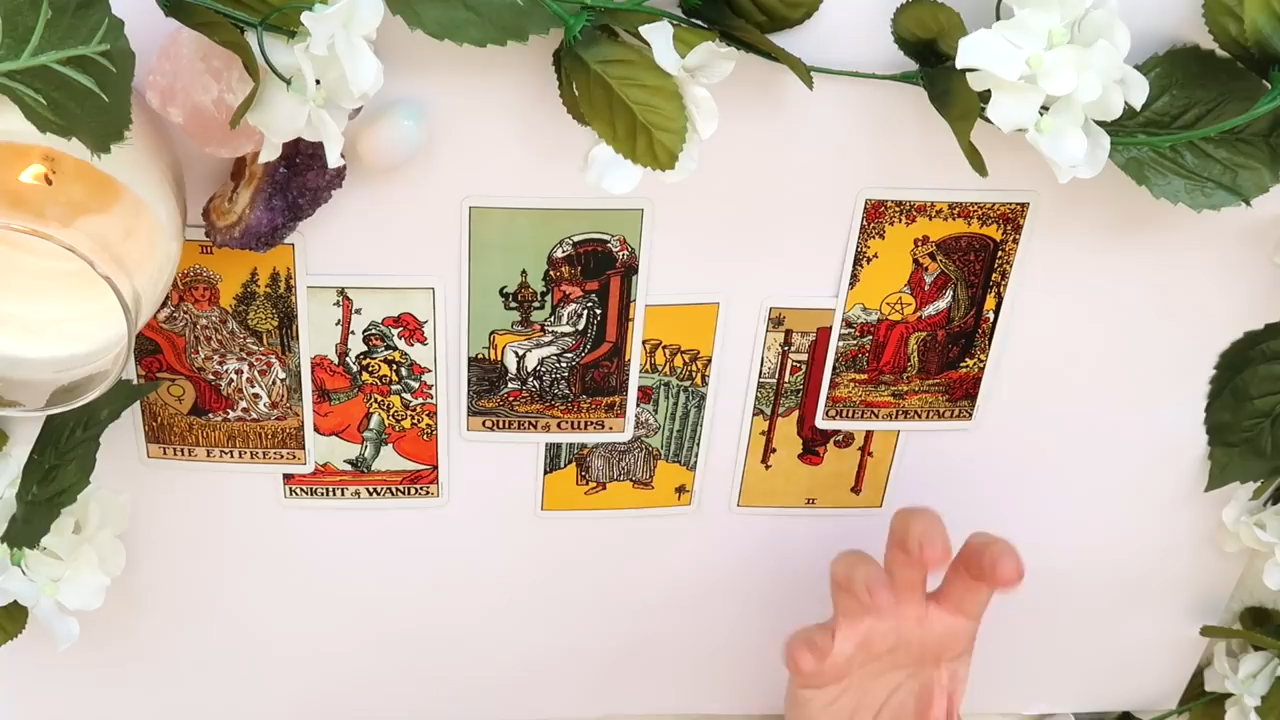 III
THE EMPRESS.
KNIGHT of WANDS.
QUEEN of CUPS.
II
QUEEN of PENTACLES